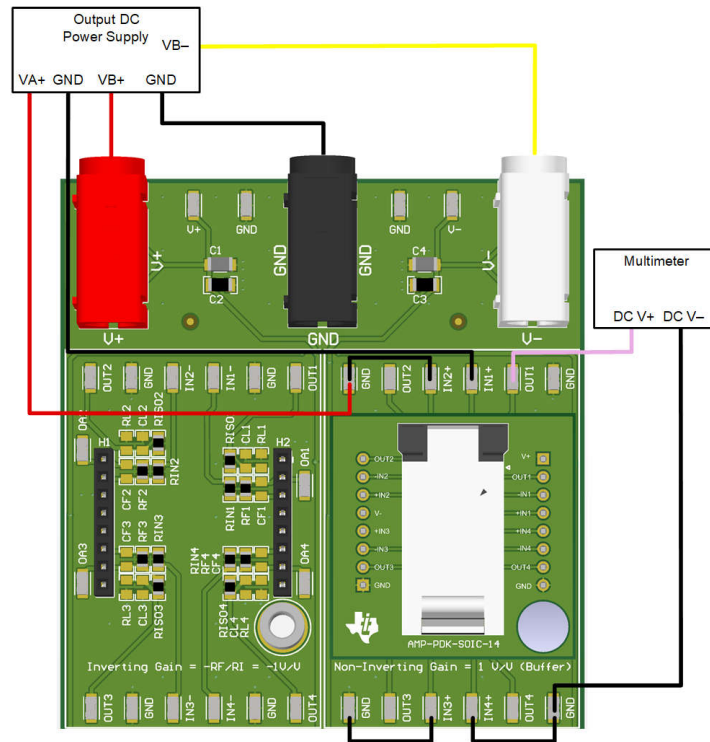 Output DC
Power Supply
VB–
VA+ GND VB+ GND
V+
GND
GND
V-
C1
C4
C2
C3
V+
GND
GND
V-
V+
GND
V-
Multimeter
DC V+ DC V–
OUT2
GND
IN2-
IN1-
GND
OUT1
GND
OUT2
IN2+
IN1+
OUT1
GND
RL2
CL2
RISO2
H1
CF2
RF2
RIN2
CF3
RF3
RIN3
OA3
RL3
CL3
RISO3
CL1
RL1
H2
OA1
RIN1
RF1
CF1
RIN4
RF4
CF4
OA4
RISO4
CL4
RL4
OUT2
-IN2
+IN2
V-
+IN3
-IN3
OUT3
GND
V+
OUT1
-IN1
+IN1
+IN4
-IN4
OUT4
GND
AMP-PDK-SOIC-14
Inverting Gain = -RF/RI = -1V/V
Non-Inverting Gain = 1 V/V (Buffer)
OUT3
GND
IN3-
IN4-
GND
OUT4
GND
OUT3
IN3+
IN4+
OUT4
GND